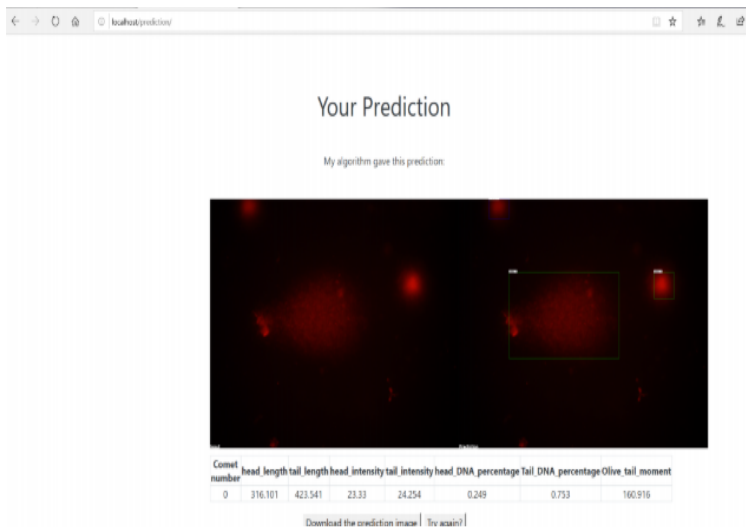 localhost/prediction/
Your Prediction
My algorithm gave this prediction:
Prediction
Comet number head_length tail_length head_intensity tail_intensity head_DNA_percentage Tail_DNA_percentage Olive_tail_moment
0 316.101 423.541 23.33 24.254 0.249 0.753 160.916
Download the prediction image Try again?